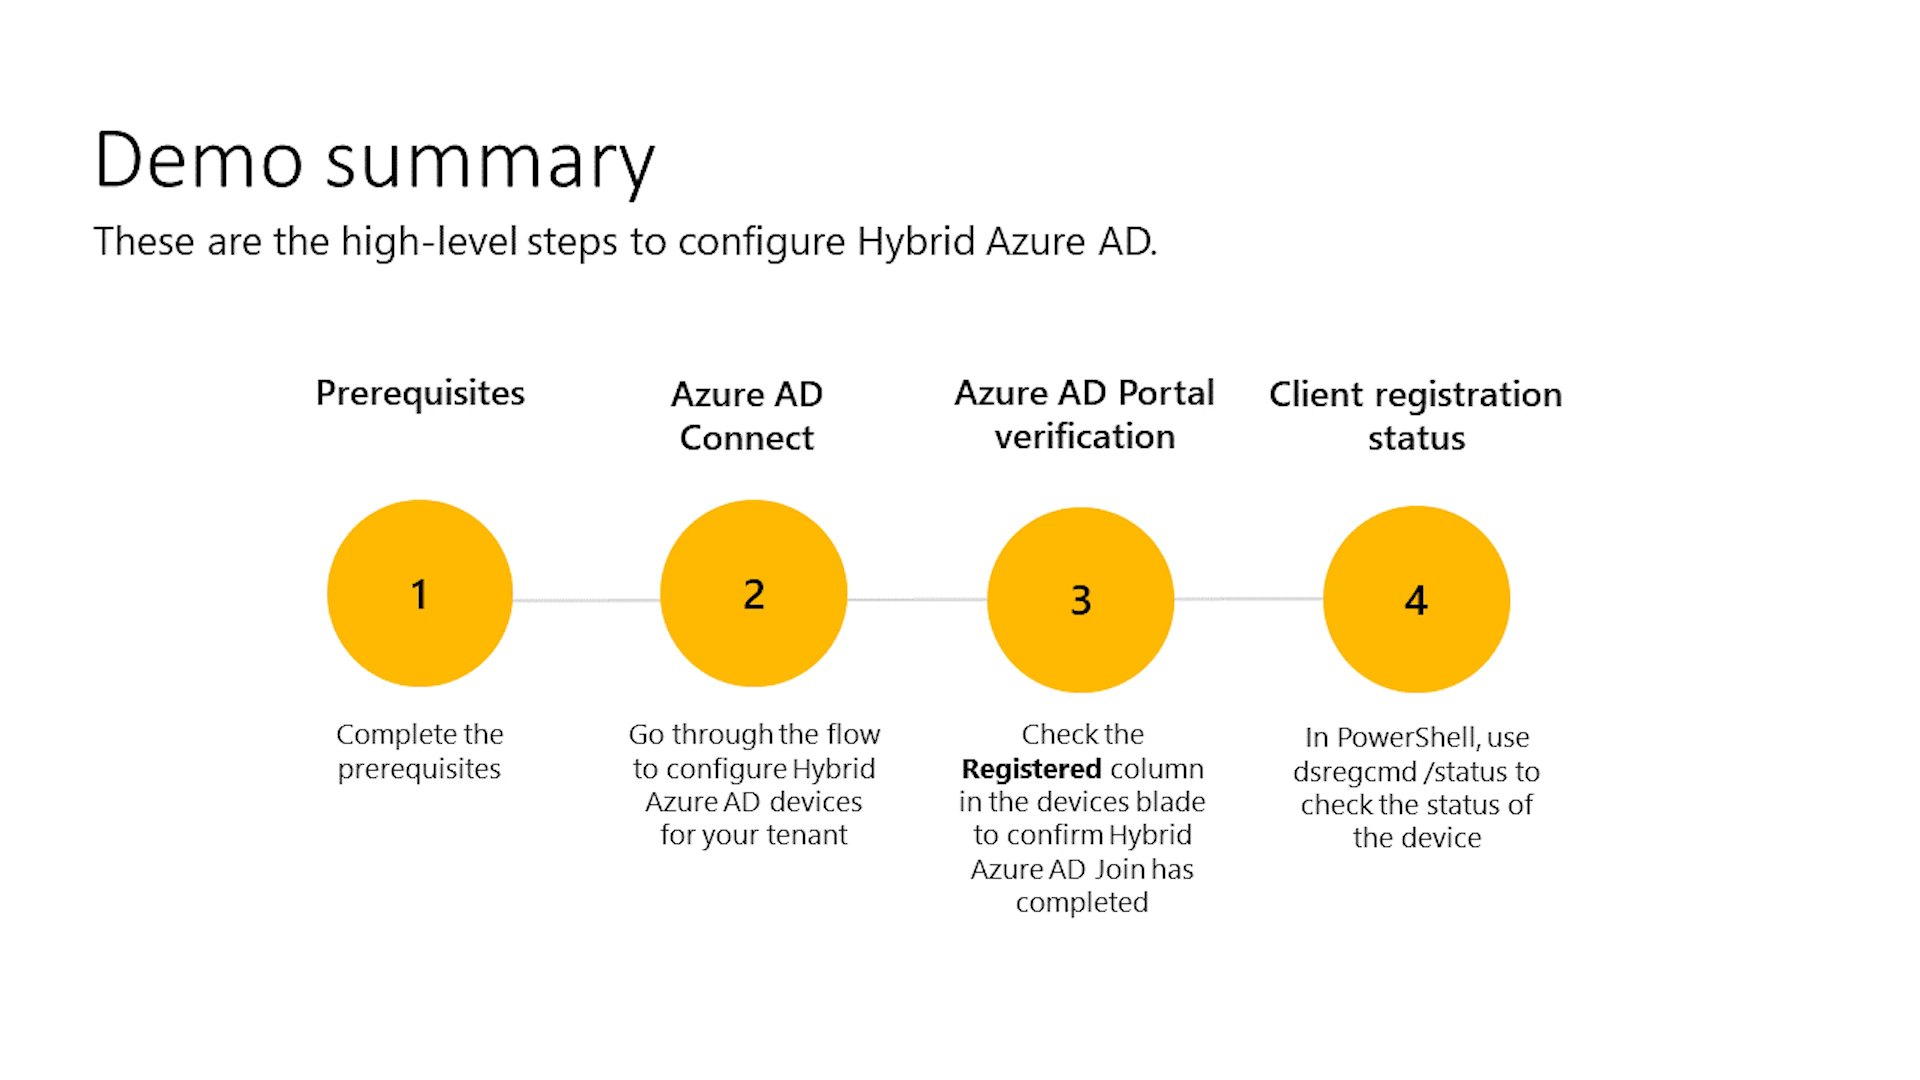 Demo summary
These are the high-level steps to configure Hybrid Azure AD.
Prerequisites
Azure AD
Connect
Azure AD Portal
verification
Client registration
status
1
2
3
4
Complete the
prerequisites
Go through the flow
to configure Hybrid
Azure AD devices
for your tenant
Check the
Registered column
in the devices blade
to confirm Hybrid
Azure AD Join has
completed
In PowerShell, use
dsregcmd /status to
check the status of
the device